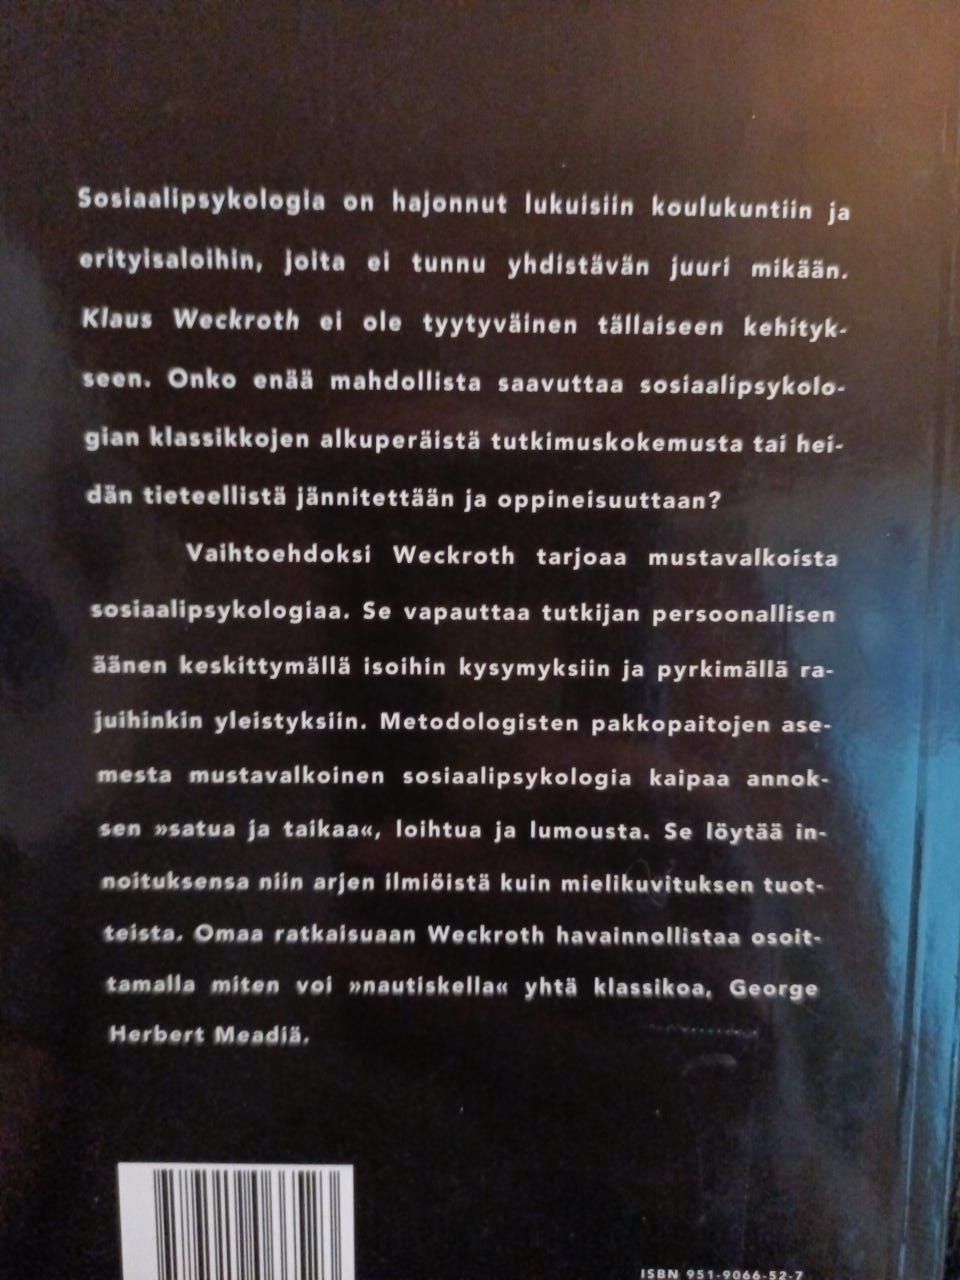 Sosiaalipsykologia on hajonnut lukuisiin koulukuntiin ja
erityisaloihin, joita ei tunnu yhdistävän juuri mikään.
Klaus Weckroth ei ole tyytyväinen tällaiseen kehityk-
seen. Onko enää mahdollista saavuttaa sosiaalipsykolo-
gian klassikkojen alkuperäistä tutkimuskokemusta tai hei-
dän tieteellistä jännitettään ja oppineisuuttaan?
Vaihtoehdoksi Weckroth tarjoaa mustavalkoista
sosiaalipsykologiaa. Se vapauttaa tutkijan persoonallisen
äänen keskittymällä isoihin kysymyksiin ja pyrkimällä ra-
juihinkin yleistyksiin. Metodologisten pakkopaitojen ase-
mesta mustavalkoinen sosiaalipsykologia kaipaa annok-
sen »satua ja taikaa«, loihtua ja lumousta. Se löytää in-
noituksensa niin arjen ilmiöistä kuin mielikuvituksen tuot-
teista. Omaa ratkaisuaan Weckroth havainnollistaa osoit-
tamalla miten voi »nautiskella« yhtä klassikoa, George
Herbert Meadiä.
ISBN 951-9066-52-7